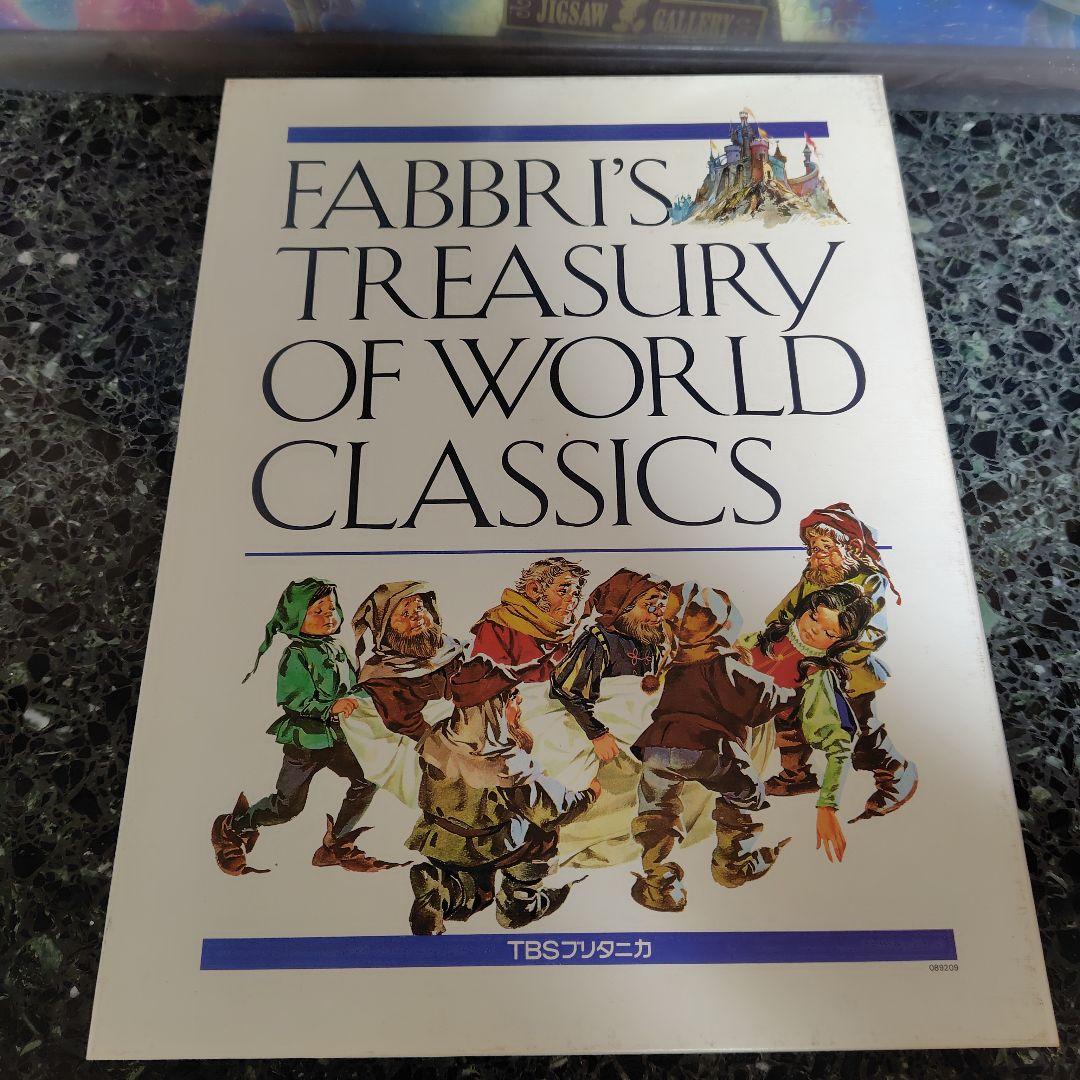 JIGSAW GALLERY
FABBRI'S
TREASURY
OF WORLD
CLASSICS
TBSブリタニカ
089209